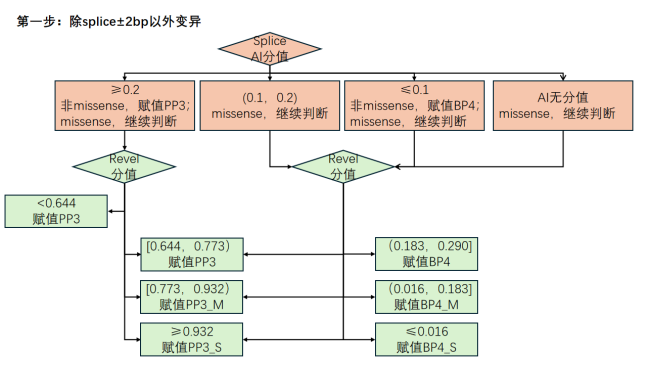 第一步：除splice±2bp以外变异
Splice
AI分值
≥0.2
非missense，赋值PP3；
missense，继续判断
（0.1，0.2）
missense，继续判断
≤0.1
非missense，赋值BP4；
missense，继续判断
AI无分值
missense，继续判断
Revel
分值
Revel
分值
<0.644
赋值PP3
[0.644，0.773）
赋值PP3
（0.183，0.290]
赋值BP4
[0.773，0.932）
赋值PP3_M
（0.016，0.183]
赋值BP4_M
≥0.932
赋值PP3_S
≤0.016
赋值BP4_S